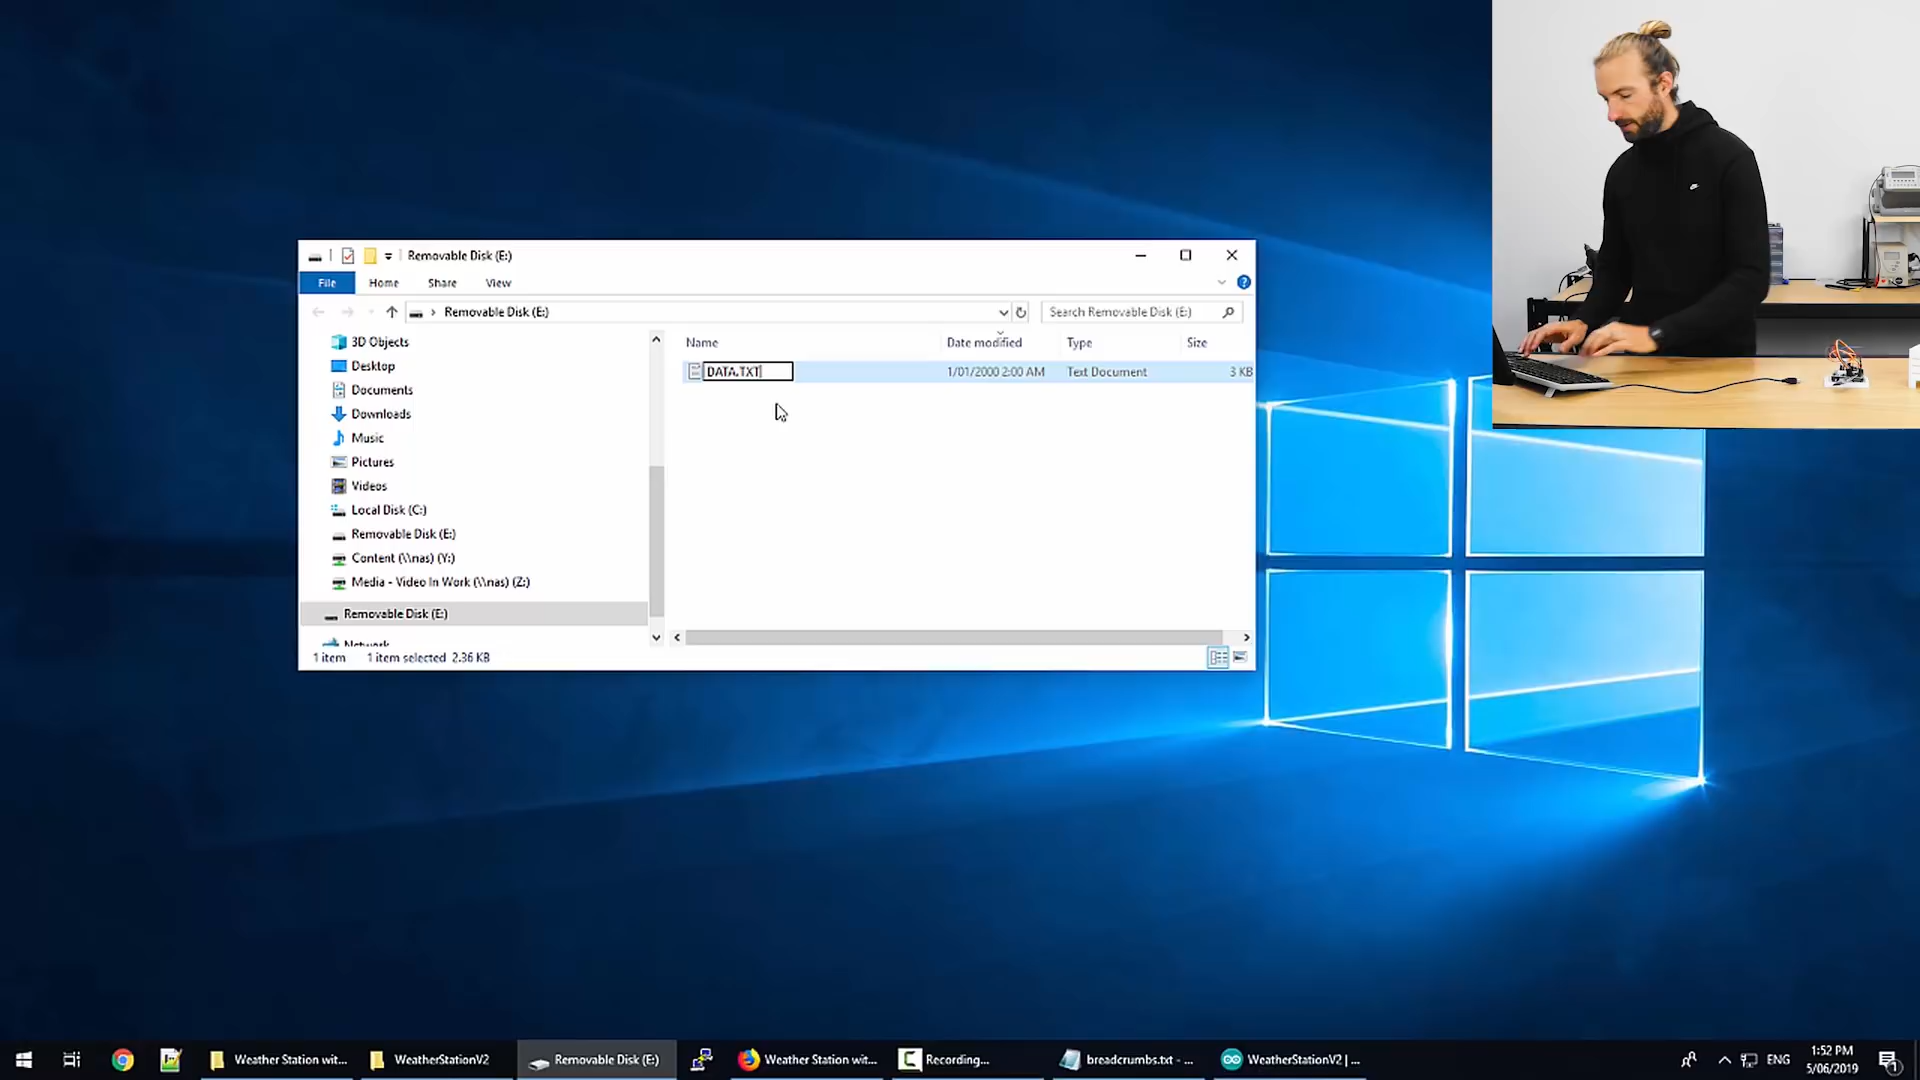 Removable Disk (E:)
File Home Share View
Removable Disk (E:)
Search Removable Disk (E:)
3D Objects
Desktop
Documents
Downloads
Music
Pictures
Videos
Local Disk (C:)
Removable Disk (E:)
Content (\\nas) (Y:)
Media - Video In Work (\\nas) (Z:)
Removable Disk (E:)
Network
Name Date modified Type Size
DATA.TXT 1/01/2000 2:00 AM Text Document 3 KB
1 item 1 item selected 2.36 KB
Weather Station wit... WeatherStationV2 Removable Disk (E:) Weather Station wit... Recording... breadcrumbs.txt - ... WeatherStationV2 | ... ENG 1:52 PM
5/06/2019
1